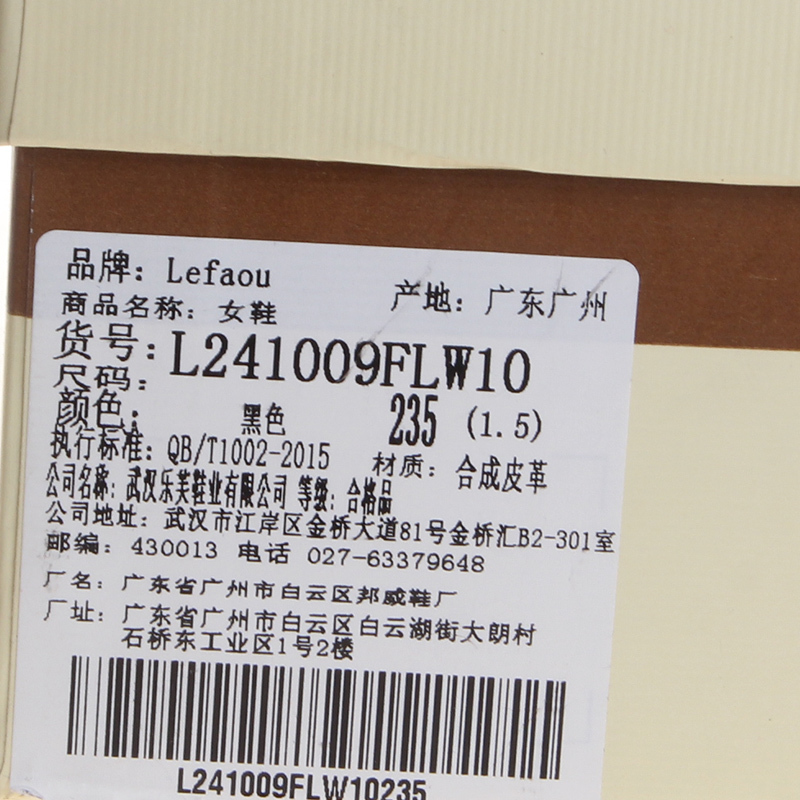 品牌: Lefaou
产地: 广东广州
商品名称: 女鞋
货号: L241009FLW10
尺码: 235 (1.5)
颜色: 黑色
执行标准: QB/T1002-2015 材质: 合成皮革
公司名称: 武汉乐芙鞋业有限公司 等级: 合格品
公司地址: 武汉市江岸区金桥大道81号金桥汇B2-301室
邮编: 430013 电话 027-63379648
厂名: 广东省广州市白云区邦威鞋厂
厂址: 广东省广州市白云区白云湖街大朗村
石桥东工业区1号2楼
L241009FLW10235